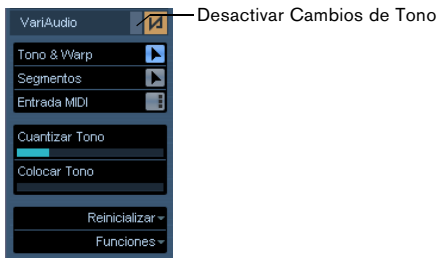 VariAudio
Desactivar Cambios de Tono
Tono & Warp
Segmentos
Entrada MIDI
Cuantizar Tono
Colocar Tono
Reinicializar
Funciones